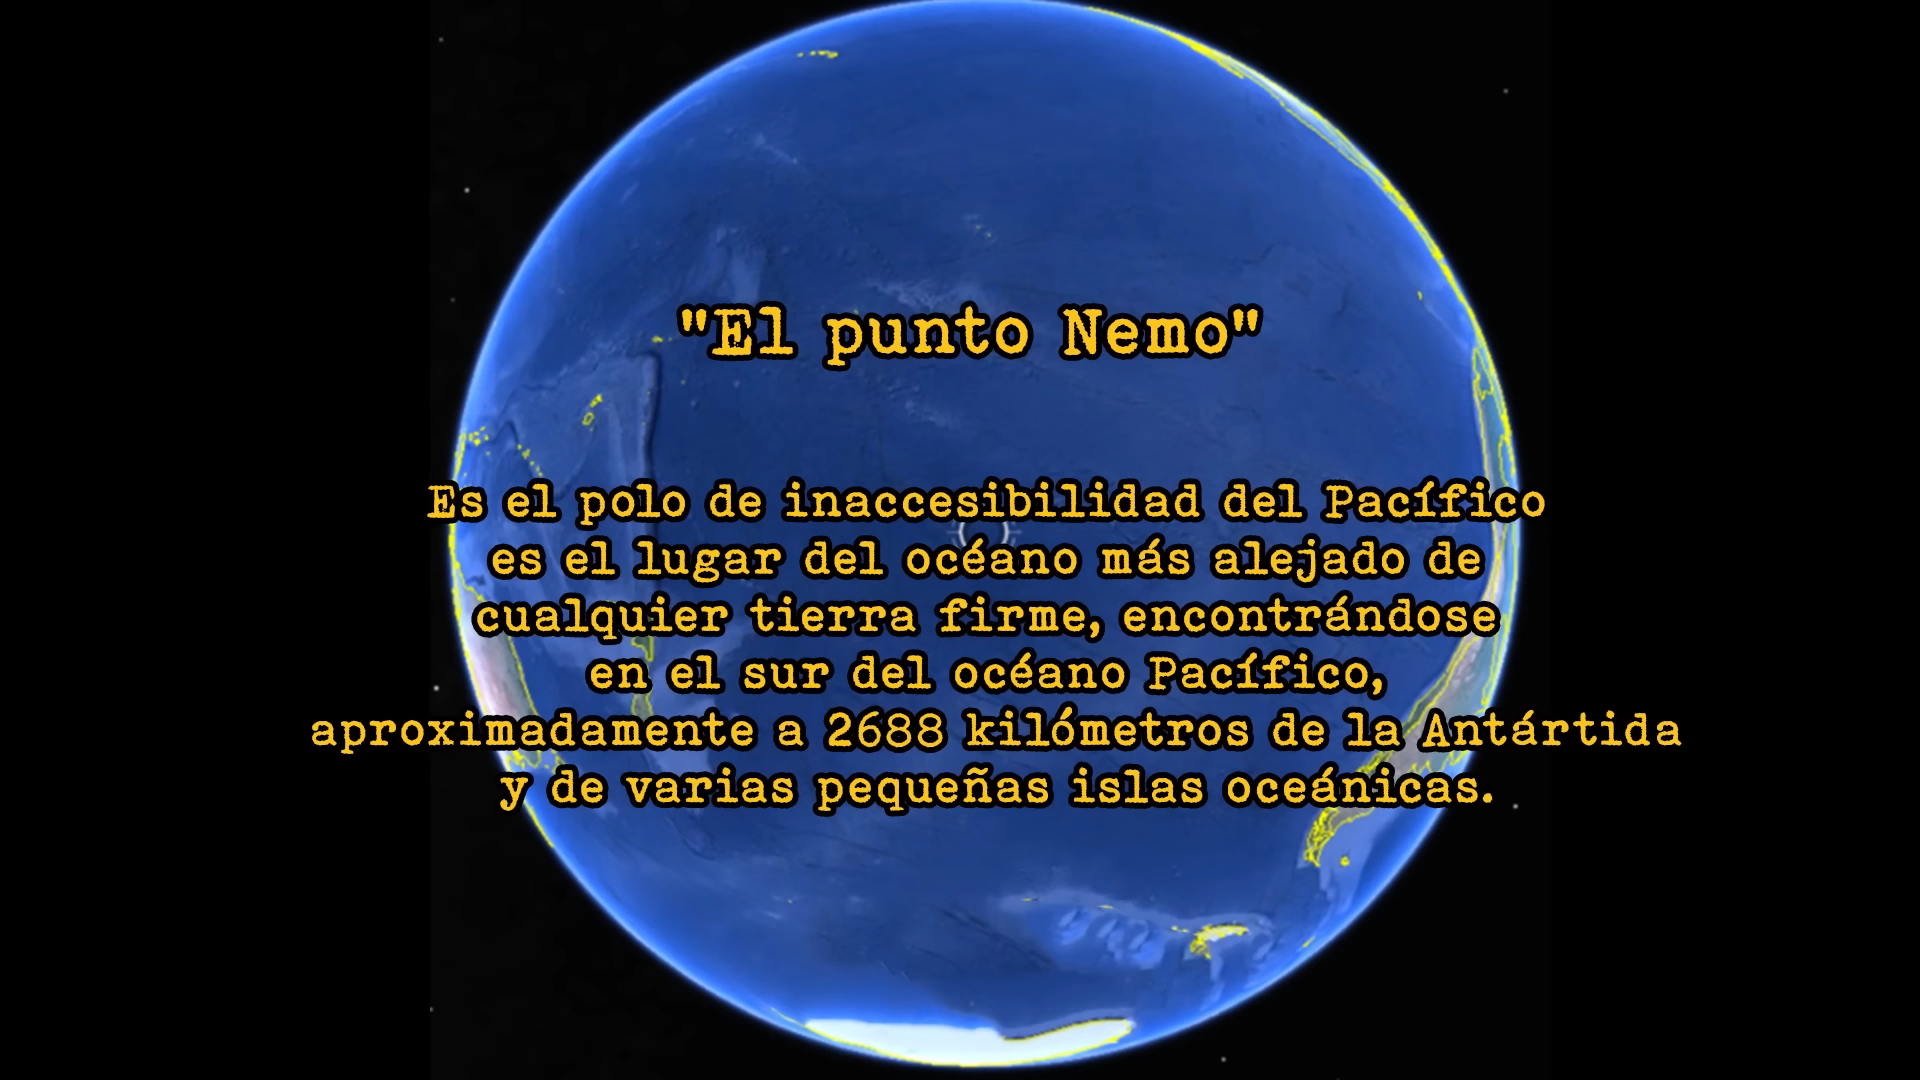 "El punto Nemo"
Es el polo de inaccesibilidad del Pacífico
es el lugar del océano más alejado de
cualquier tierra firme, encontrándose
en el sur del océano Pacífico,
aproximadamente a 2688 kilómetros de la Antártida
y de varias pequeñas islas oceánicas.